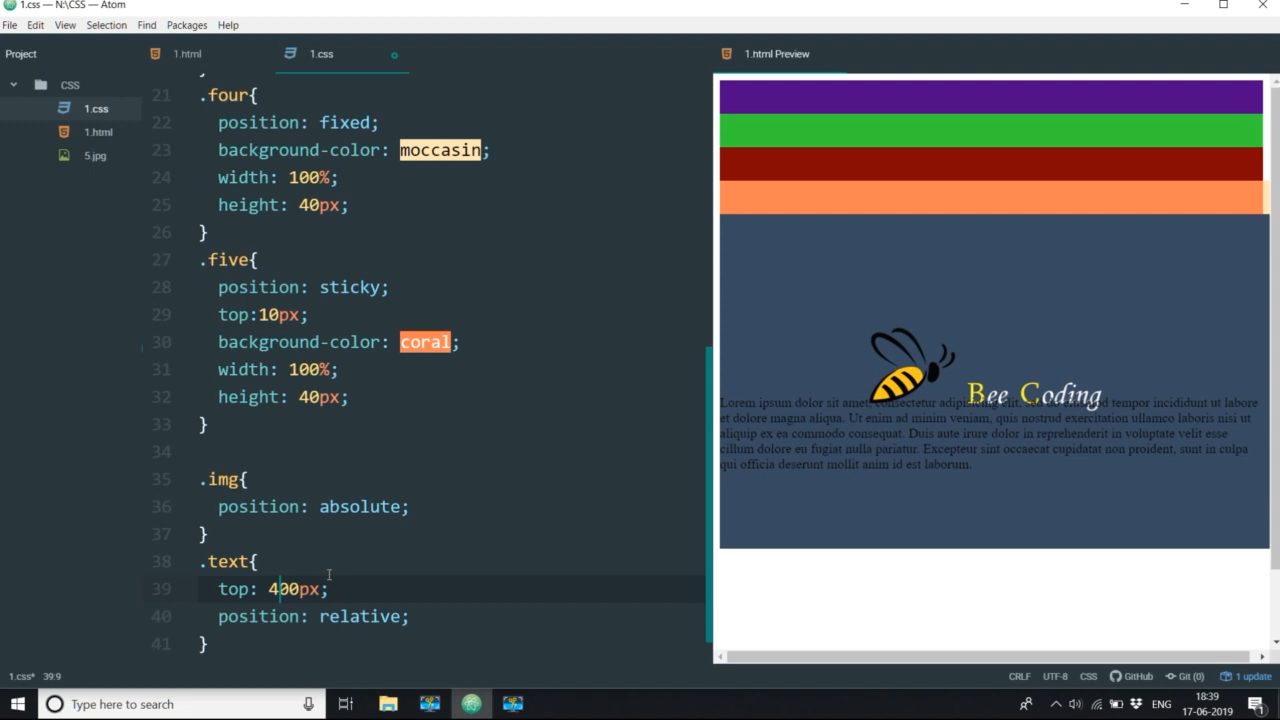 1.css — N:\CSS — Atom
File Edit View Selection Find Packages Help
Project
1.html
1.css
1.html Preview
CSS
1.css
1.html
5.jpg
21 .four{
22 position: fixed;
23 background-color: moccasin;
24 width: 100%;
25 height: 40px;
26 }
27 .five{
28 position: sticky;
29 top:10px;
30 background-color: coral;
31 width: 100%;
32 height: 40px;
33 }
34
35 .img{
36 position: absolute;
37 }
38 .text{
39 top: 400px;
40 position: relative;
41 }
Bee Coding
Lorem ipsum dolor sit amet, consectetur adipisicing elit, sed do eiusmod tempor incididunt ut labore
et dolore magna aliqua. Ut enim ad minim veniam, quis nostrud exercitation ullamco laboris nisi ut
aliquip ex ea commodo consequat. Duis aute irure dolor in reprehenderit in voluptate velit esse
cillum dolore eu fugiat nulla pariatur. Excepteur sint occaecat cupidatat non proident, sunt in culpa
qui officia deserunt mollit anim id est laborum.
1.css* 39:9
CRLF UTF-8 CSS GitHub Git (0) 1 update
Type here to search
ENG
18:39
17-06-2019
1